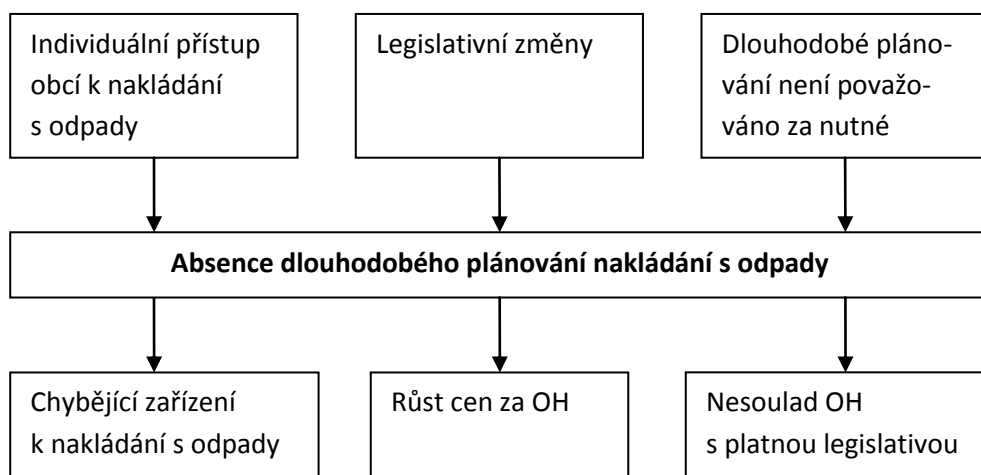 Individuální přístup
obcí k nakládání
s odpady
Legislativní změny
Dlouhodobé pláno-
vání není považo-
váno za nutné
Absence dlouhodobého plánování nakládání s odpady
Chybějící zařízení
k nakládání s odpady
Růst cen za OH
Nesoulad OH
s platnou legislativou